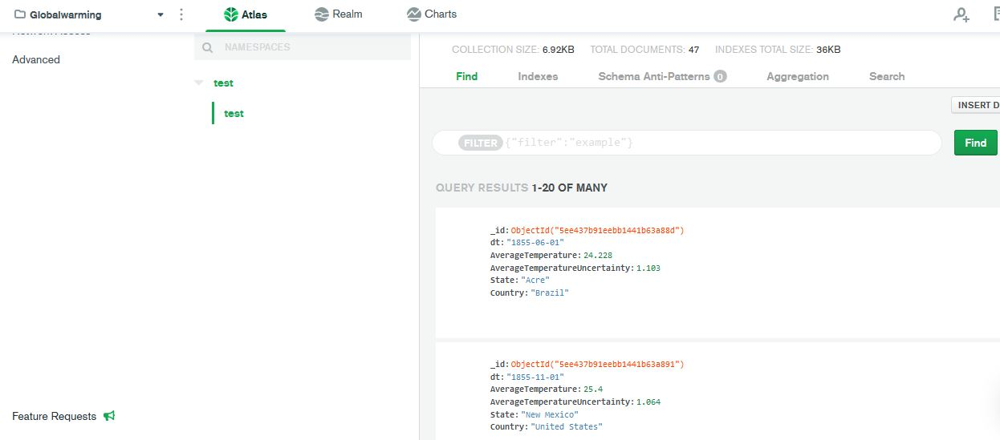 Globalwarming
Atlas
Realm
Charts
Advanced
NAMESPACES
test
test
COLLECTION SIZE: 6.92KB TOTAL DOCUMENTS: 47 INDEXES TOTAL SIZE: 36KB
Find Indexes Schema Anti-Patterns 0 Aggregation Search
INSERT D
FILTER {"filter":"example"}
Find
QUERY RESULTS 1-20 OF MANY
_id: ObjectId("5ee437b91eebb1441b63a88d")
dt: "1855-06-01"
AverageTemperature: 24.228
AverageTemperatureUncertainty: 1.103
State: "Acre"
Country: "Brazil"
_id: ObjectId("5ee437b91eebb1441b63a891")
dt: "1855-11-01"
AverageTemperature: 25.4
AverageTemperatureUncertainty: 1.064
State: "New Mexico"
Country: "United States"
Feature Requests